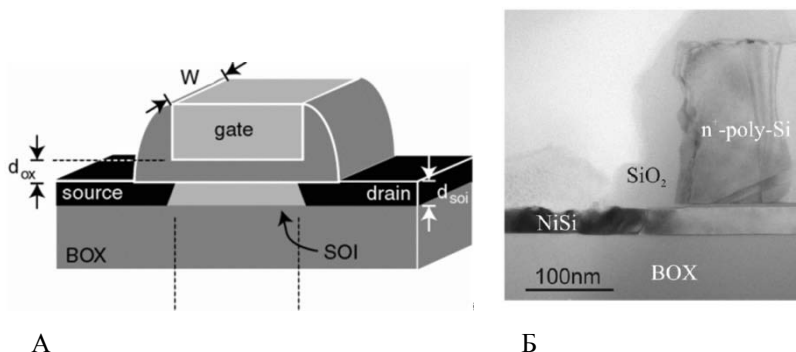 W
gate
dox
source
drain
dsoi
BOX
SOI
n⁻-poly-Si
SiO₂
NiSi
100nm
BOX
А
Б